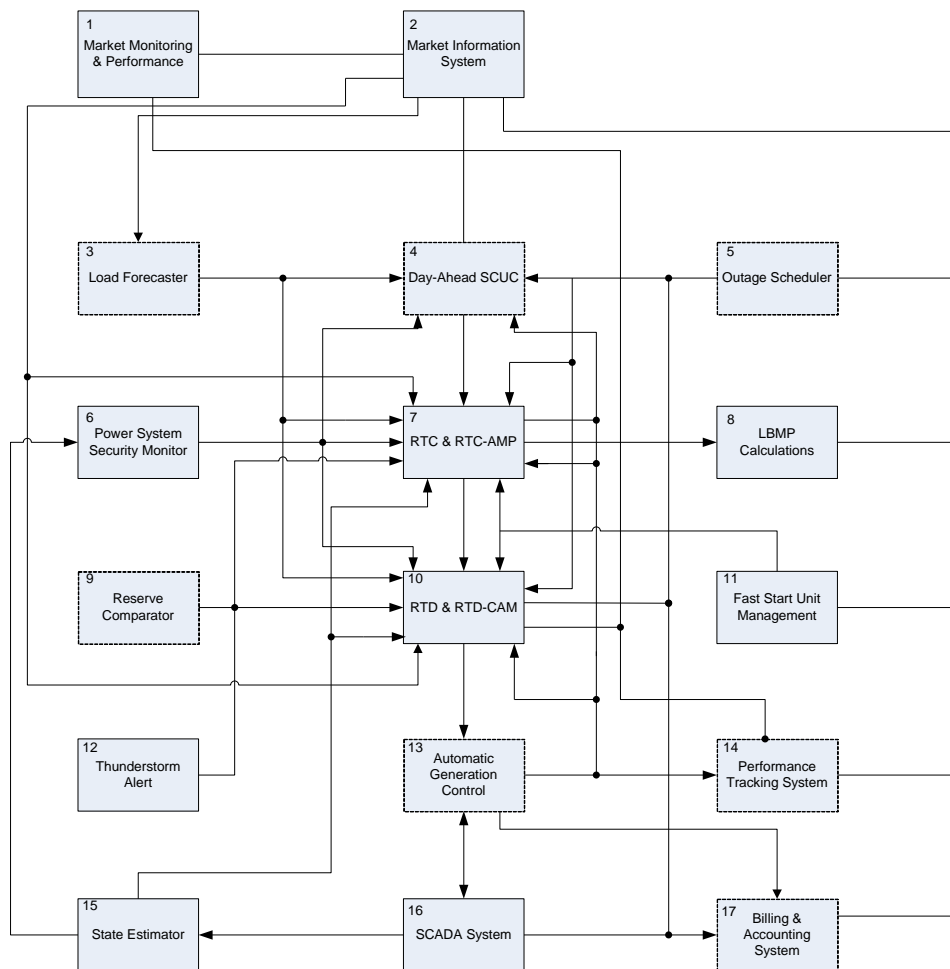 1
Market Monitoring
& Performance
2
Market Information
System
3
Load Forecaster
4
Day-Ahead SCUC
5
Outage Scheduler
6
Power System
Security Monitor
7
RTC & RTC-AMP
8
LBMP
Calculations
9
Reserve
Comparator
10
RTD & RTD-CAM
11
Fast Start Unit
Management
12
Thunderstorm
Alert
13
Automatic
Generation
Control
14
Performance
Tracking System
15
State Estimator
16
SCADA System
17
Billing &
Accounting
System